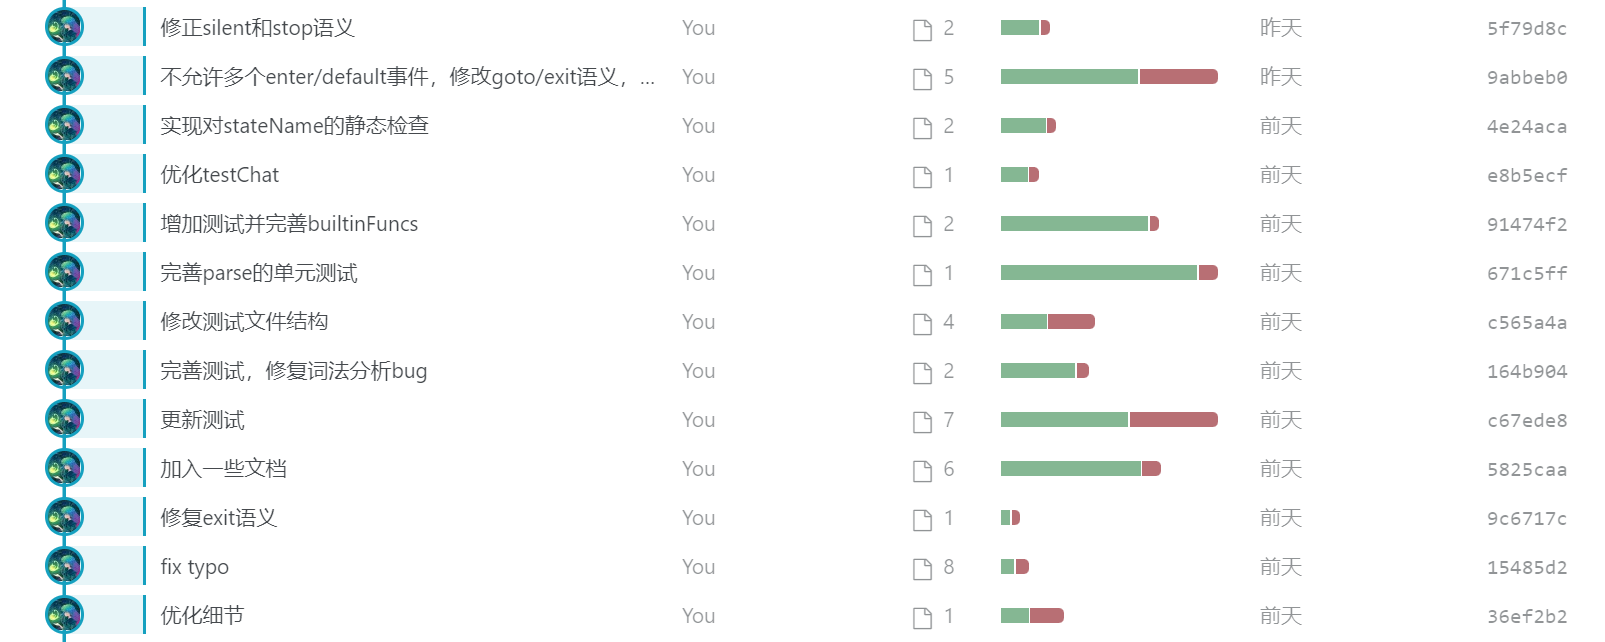 修正silent和stop语义 You 2 昨天 5f79d8c
不允许多个enter/default事件，修改goto/exit语义，... You 5 昨天 9abbeb0
实现对stateName的静态检查 You 2 前天 4e24aca
优化testChat You 1 前天 e8b5ecf
增加测试并完善builtinFuncs You 2 前天 91474f2
完善parse的单元测试 You 1 前天 671c5ff
修改测试文件结构 You 4 前天 c565a4a
完善测试，修复词法分析bug You 2 前天 164b904
更新测试 You 7 前天 c67ede8
加入一些文档 You 6 前天 5825caa
修复exit语义 You 1 前天 9c6717c
fix typo You 8 前天 15485d2
优化细节 You 1 前天 36ef2b2